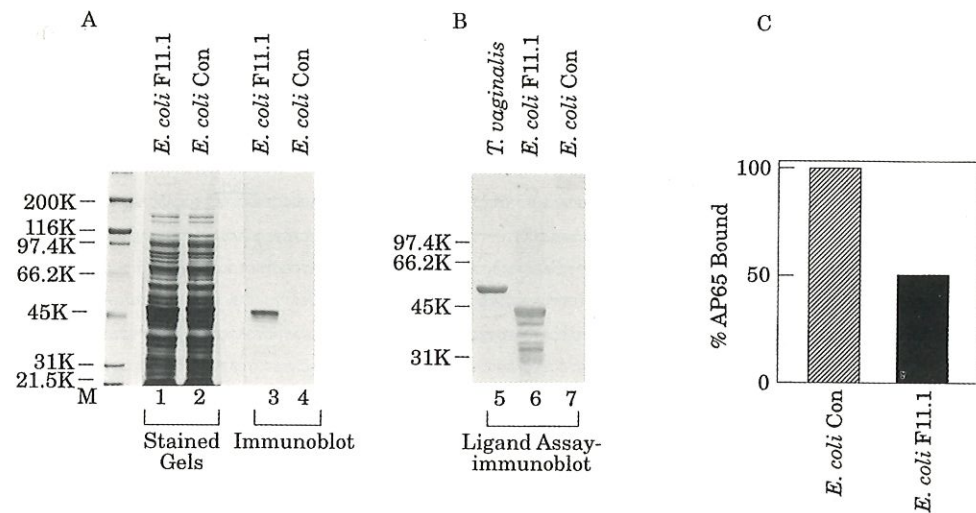 A
E. coli F11.1
E. coli Con
E. coli F11.1
E. coli Con
200K
116K
97.4K
66.2K
45K
31K
21.5K
M
1 2 3 4
Stained
Gels
Immunoblot
B
T. vaginalis
E. coli F11.1
E. coli Con
97.4K
66.2K
45K
31K
5 6 7
Ligand Assay-
immunoblot
C
% AP65 Bound
100
50
0
E. coli Con
E. coli F11.1